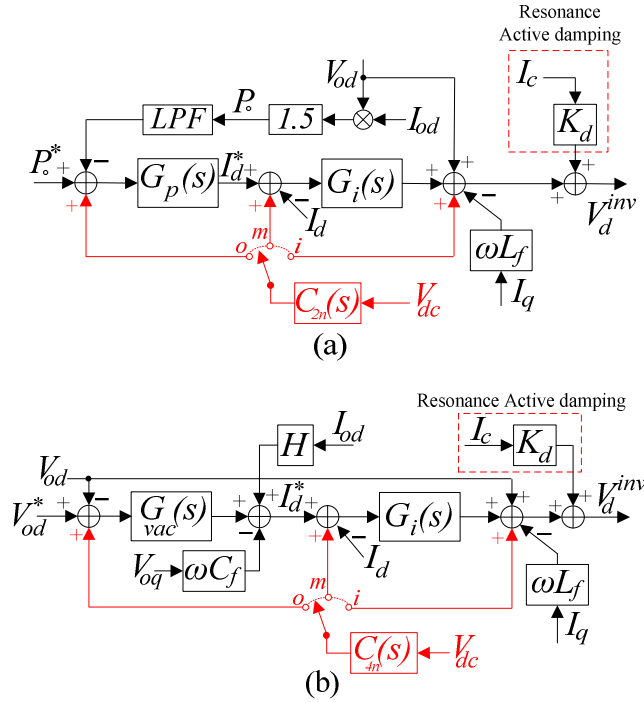 Resonance
Active damping
V_od
I_c
LPF
P_o
1.5
I_od
K_d
P_o^*
G_p(s)
I_d^*
G_i(s)
I_d
V_d^inv
o
m
i
ωL_f
C_2n(s)
V_dc
I_q
(a)
Resonance Active damping
I_od
H
I_c
K_d
V_od
V_od^*
G_vac(s)
I_d^*
G_i(s)
V_d^inv
V_oq
ωC_f
I_d
ωL_f
o
m
i
I_q
C_4n(s)
V_dc
(b)